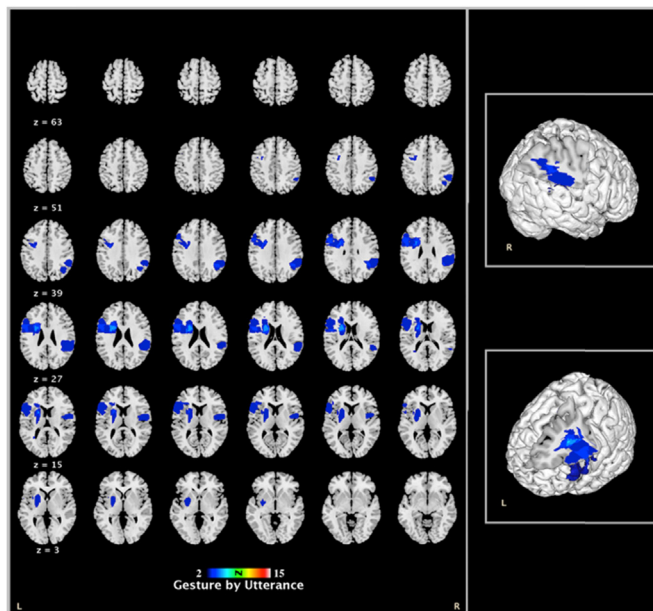 z = 63
z = 51
z = 39
z = 27
z = 15
z = 3
2 N 15
Gesture by Utterance
L R
R
L